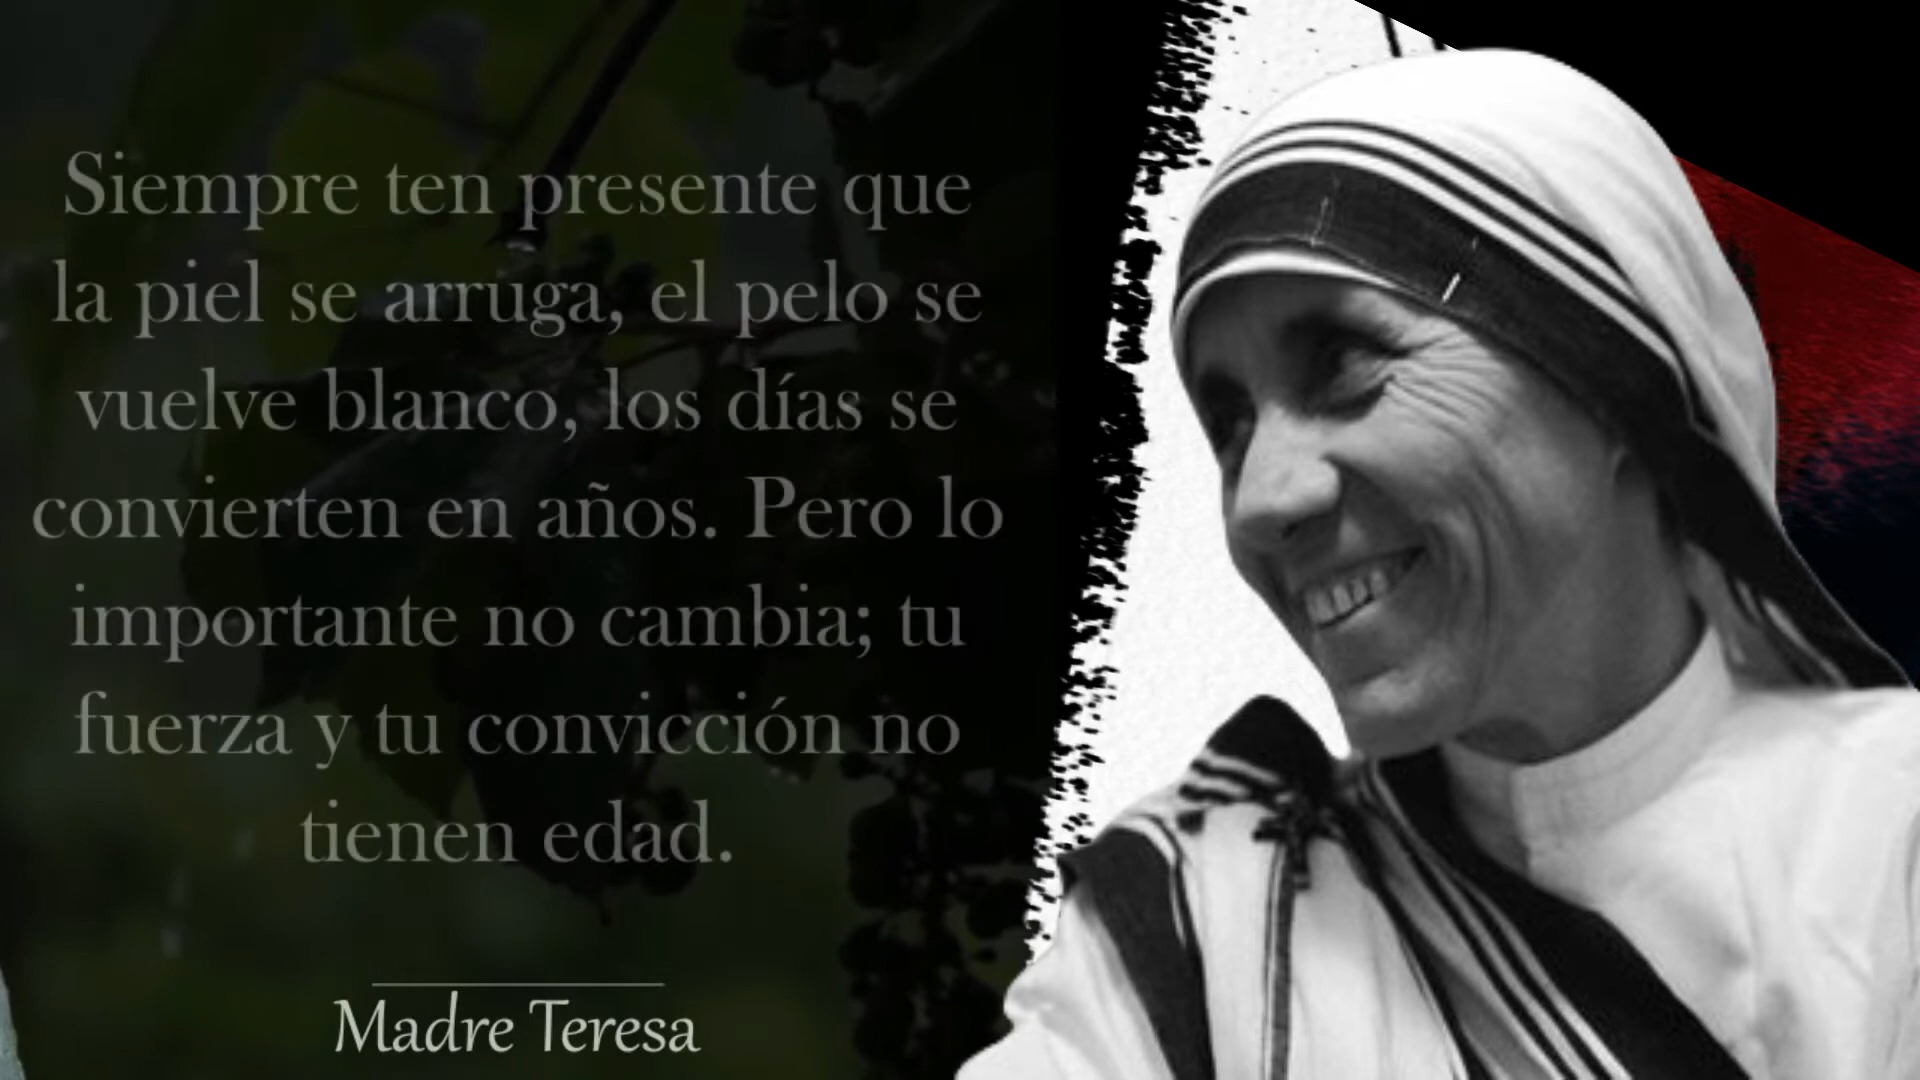 Siempre ten presente que
la piel se arruga, el pelo se
vuelve blanco, los días se
convierten en años. Pero lo
importante no cambia; tu
fuerza y tu convicción no
tienen edad.
Madre Teresa